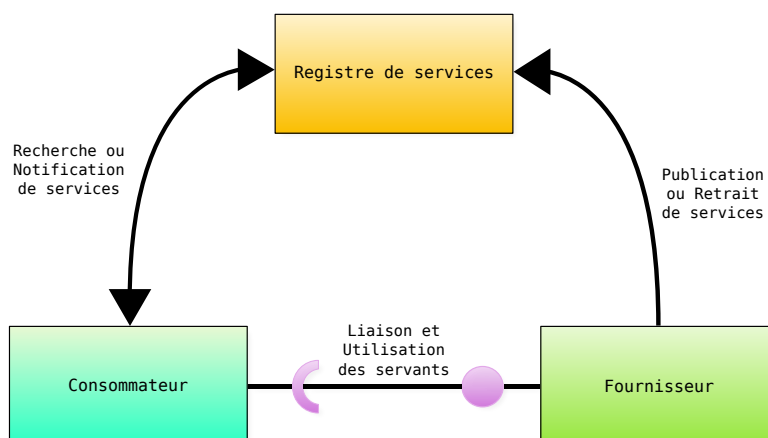 Registre de services
Recherche ou
Notification
de services
Publication
ou Retrait
de services
Liaison et
Utilisation
des servants
Consommateur
Fournisseur